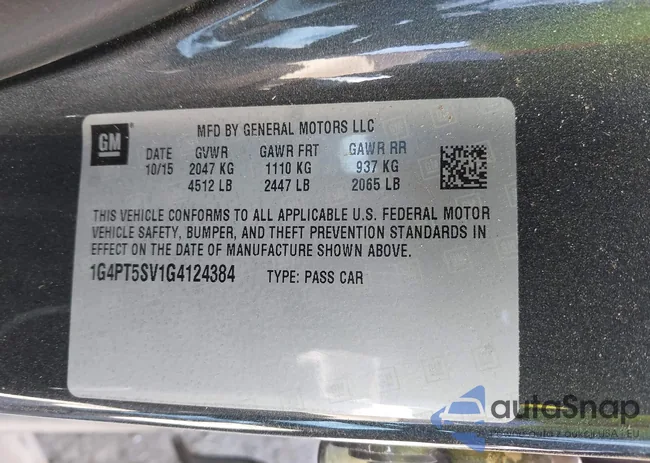 GM
MFD BY GENERAL MOTORS LLC
DATE GVWR GAWR FRT GAWR RR
10/15 2047 KG 1110 KG 937 KG
4512 LB 2447 LB 2065 LB
THIS VEHICLE CONFORMS TO ALL APPLICABLE U.S. FEDERAL MOTOR
VEHICLE SAFETY, BUMPER, AND THEFT PREVENTION STANDARDS IN
EFFECT ON THE DATE OF MANUFACTURE SHOWN ABOVE.
1G4PT5SV1G4124384 TYPE: PASS CAR
autoSnap